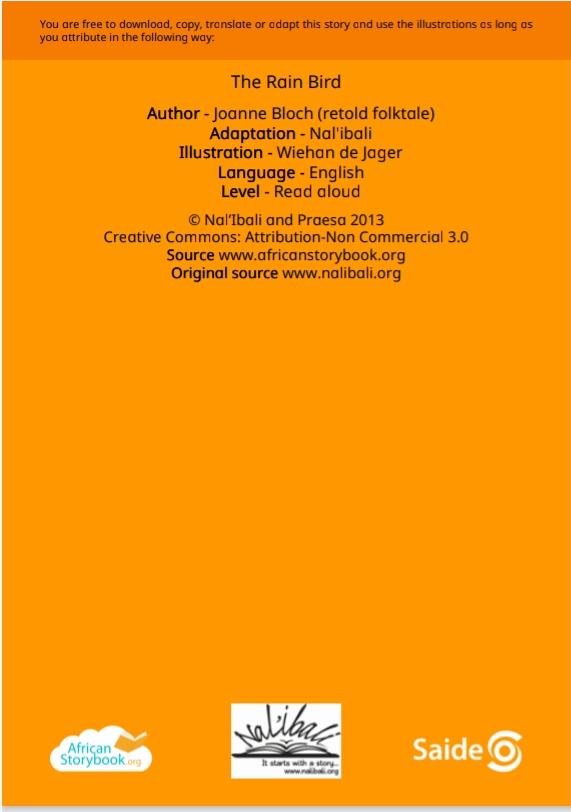 You are free to download, copy, translate or adapt this story and use the illustrations as long as
you attribute in the following way:
The Rain Bird
Author - Joanne Bloch (retold folktale)
Adaptation - Nal'ibali
Illustration - Wiehan de Jager
Language - English
Level - Read aloud
© Nal’Ibali and Praesa 2013
Creative Commons: Attribution-Non Commercial 3.0
Source www.africanstorybook.org
Original source www.nalibali.org
African
Storybook.org
Nal'ibali
It starts with a story...
www.nalibali.org
Saide